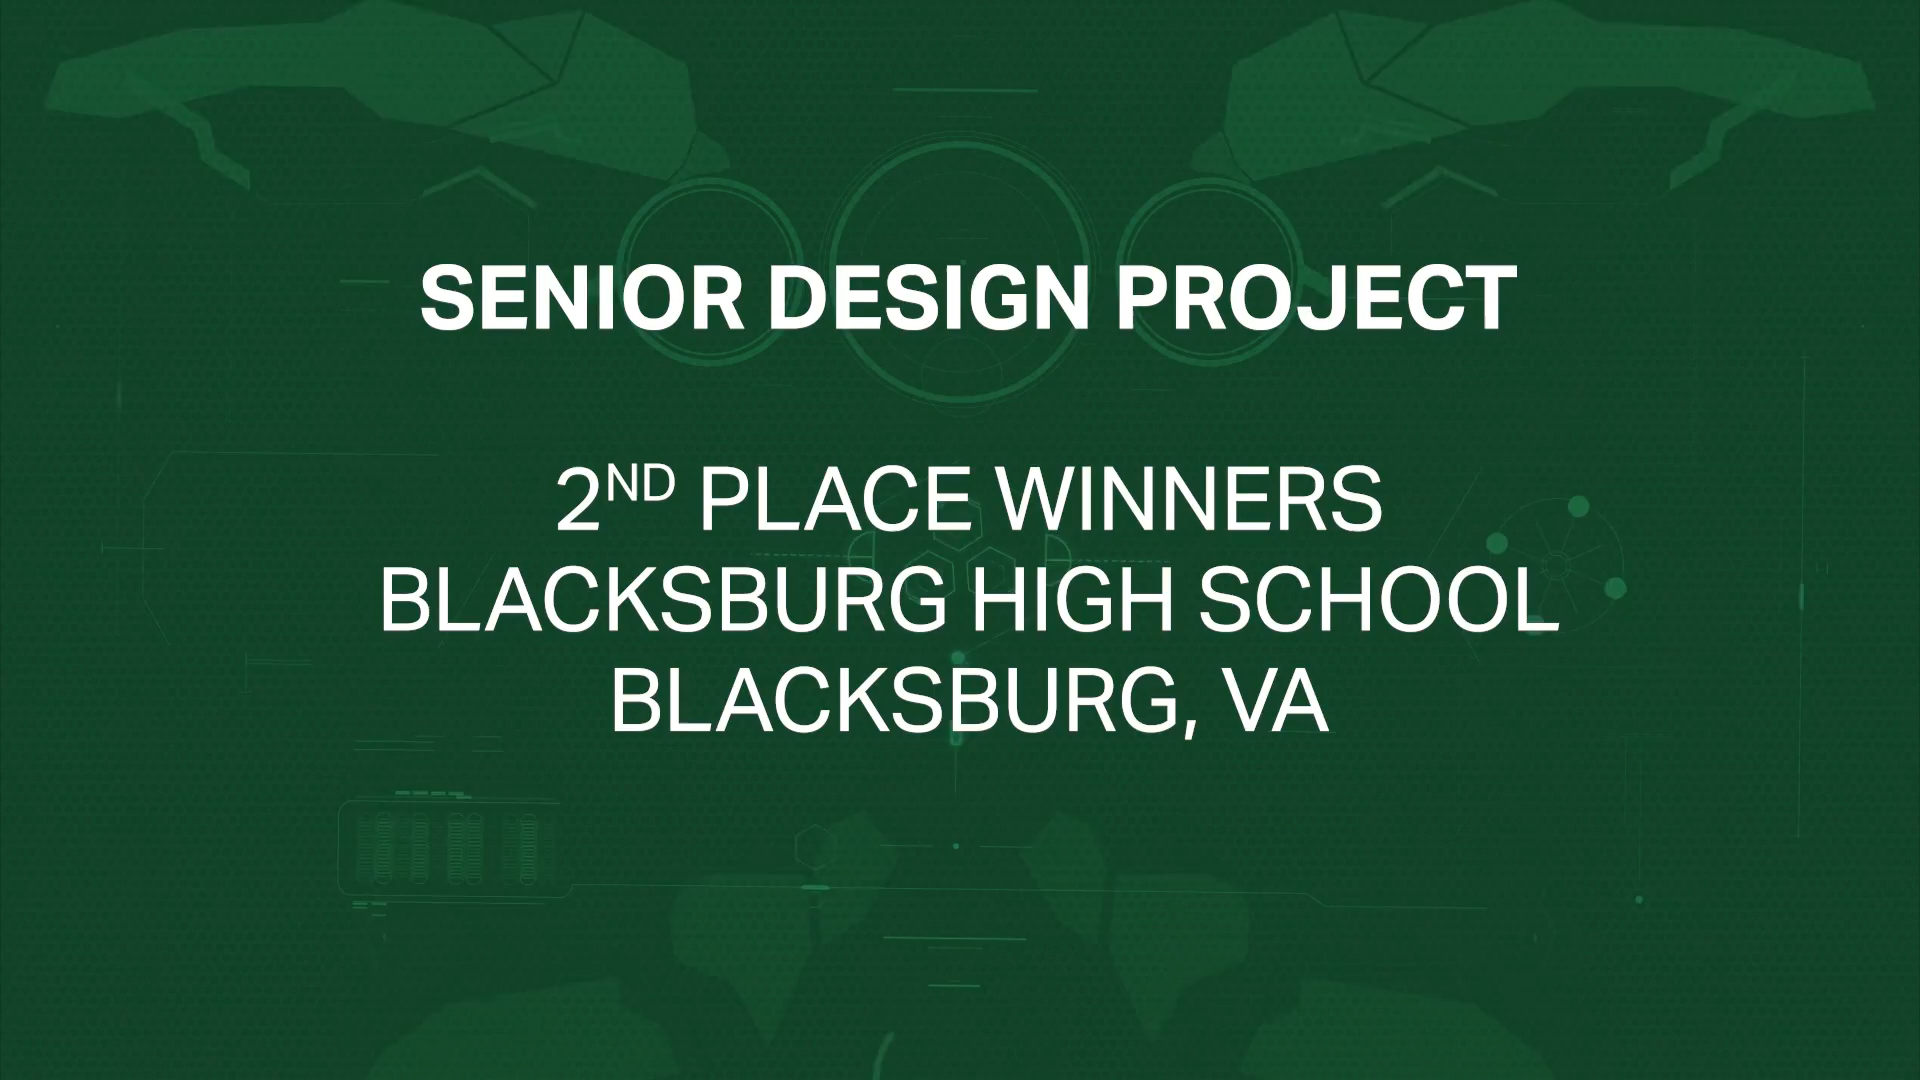 SENIOR DESIGN PROJECT
2ND PLACE WINNERS
BLACKSBURG HIGH SCHOOL
BLACKSBURG, VA